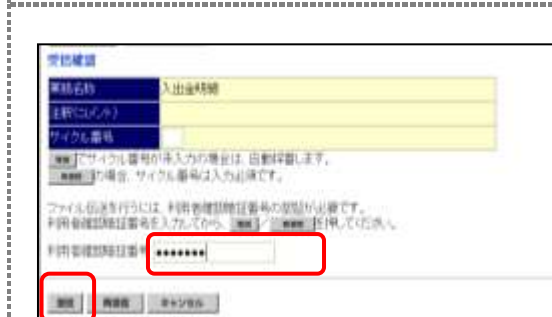 受信確認
業務名称 入出金明細
注釈(コメント)
サイクル番号
でサイクル番号が未入力の場合は、自動採番します。
の場合、サイクル番号は入力必須です。
ファイル伝送を行うには、利用者確認暗証番号の認証が必要です。
利用者確認暗証番号を入力してから、 / を押してください。
利用者確認暗証番号 •••••••
受信 再受信 キャンセル